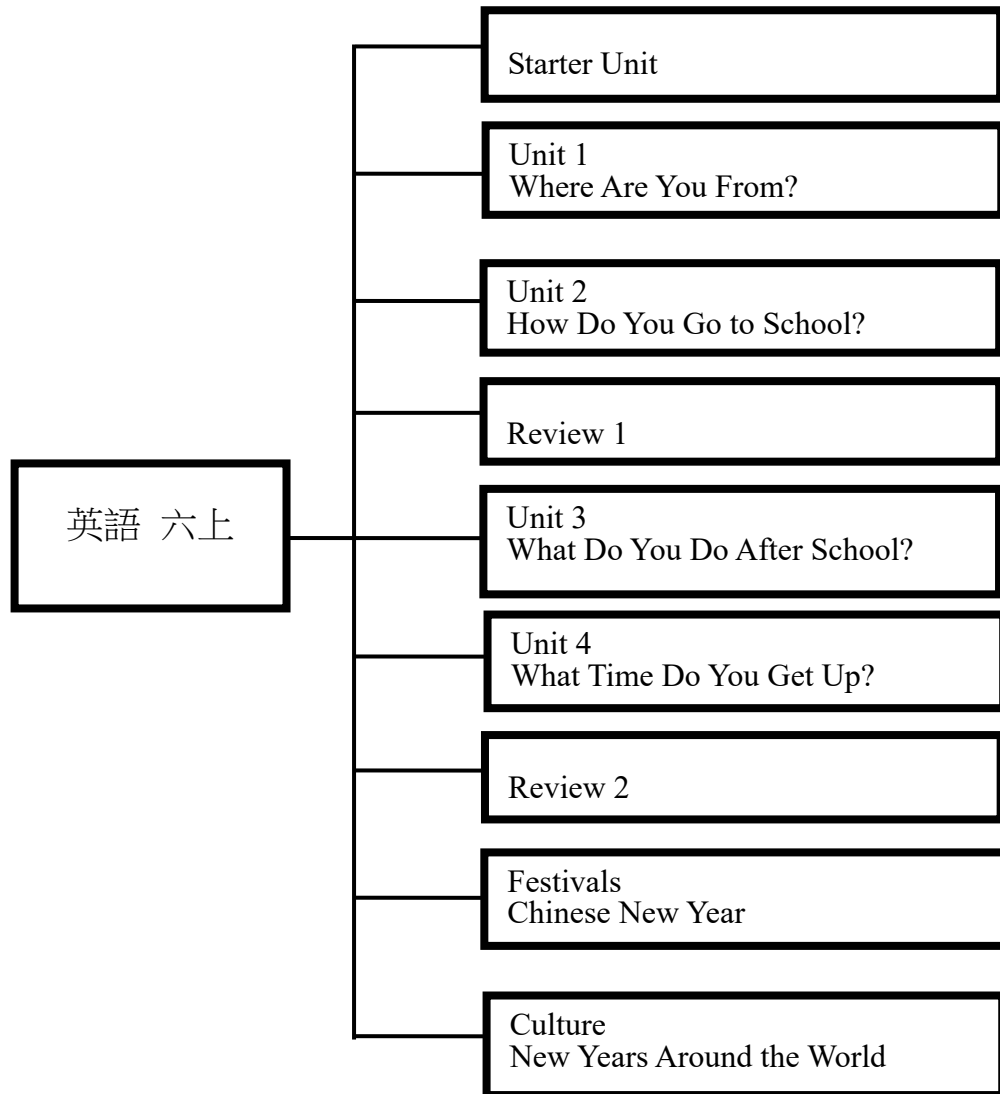 Starter Unit
Unit 1
Where Are You From?
Unit 2
How Do You Go to School?
Review 1
英語 六上
Unit 3
What Do You Do After School?
Unit 4
What Time Do You Get Up?
Review 2
Festivals
Chinese New Year
Culture
New Years Around the World